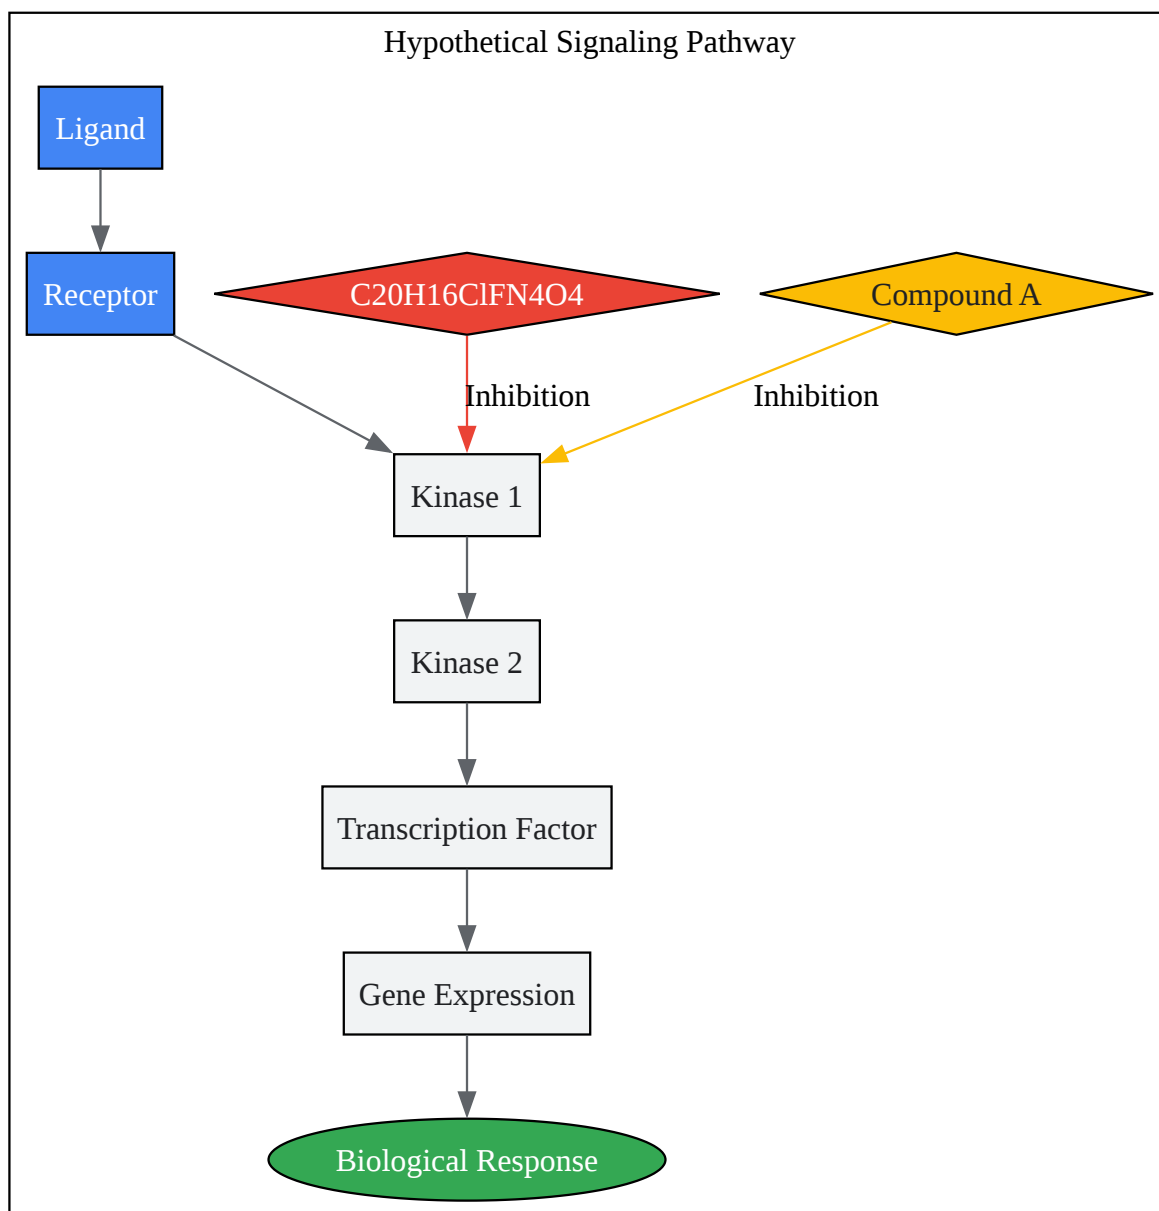 Hypothetical Signaling Pathway
Ligand
Receptor
C20H16ClFN4O4
Compound A
Inhibition
Inhibition
Kinase 1
Kinase 2
Transcription Factor
Gene Expression
Biological Response